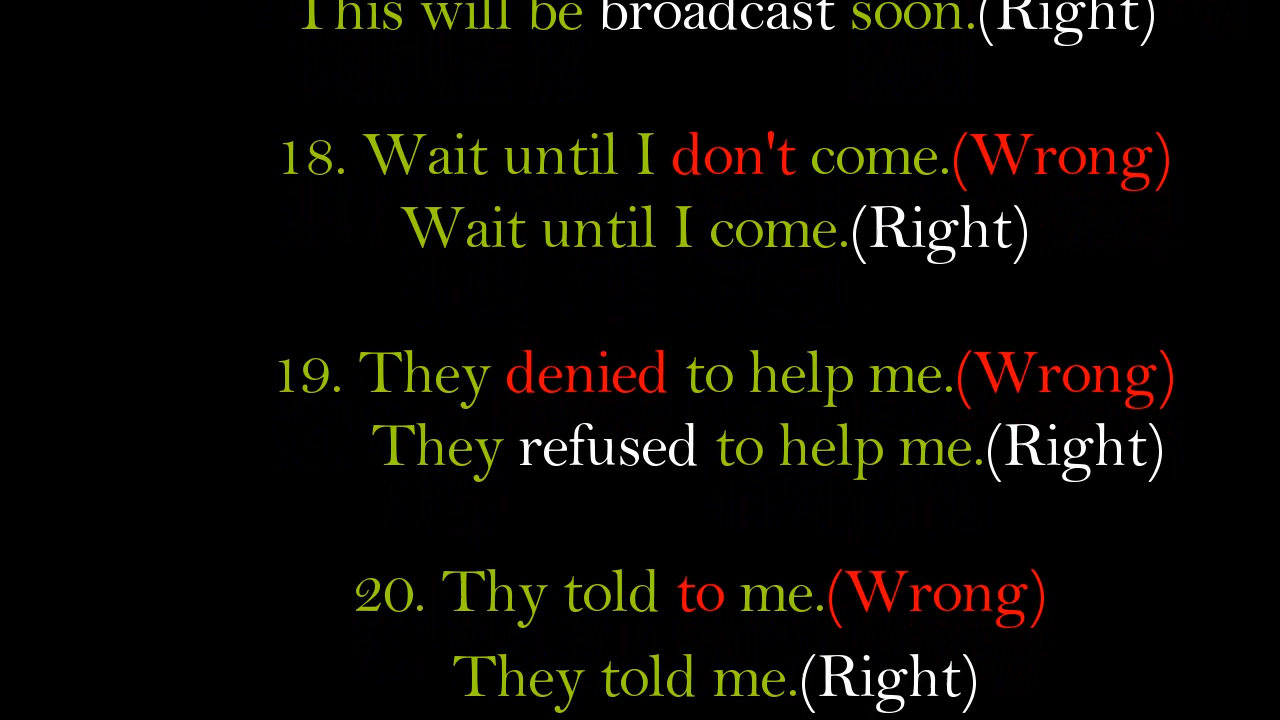 This will be broadcast soon.(Right)
18. Wait until I don't come.(Wrong)
Wait until I come.(Right)
19. They denied to help me.(Wrong)
They refused to help me.(Right)
20. Thy told to me.(Wrong)
They told me.(Right)